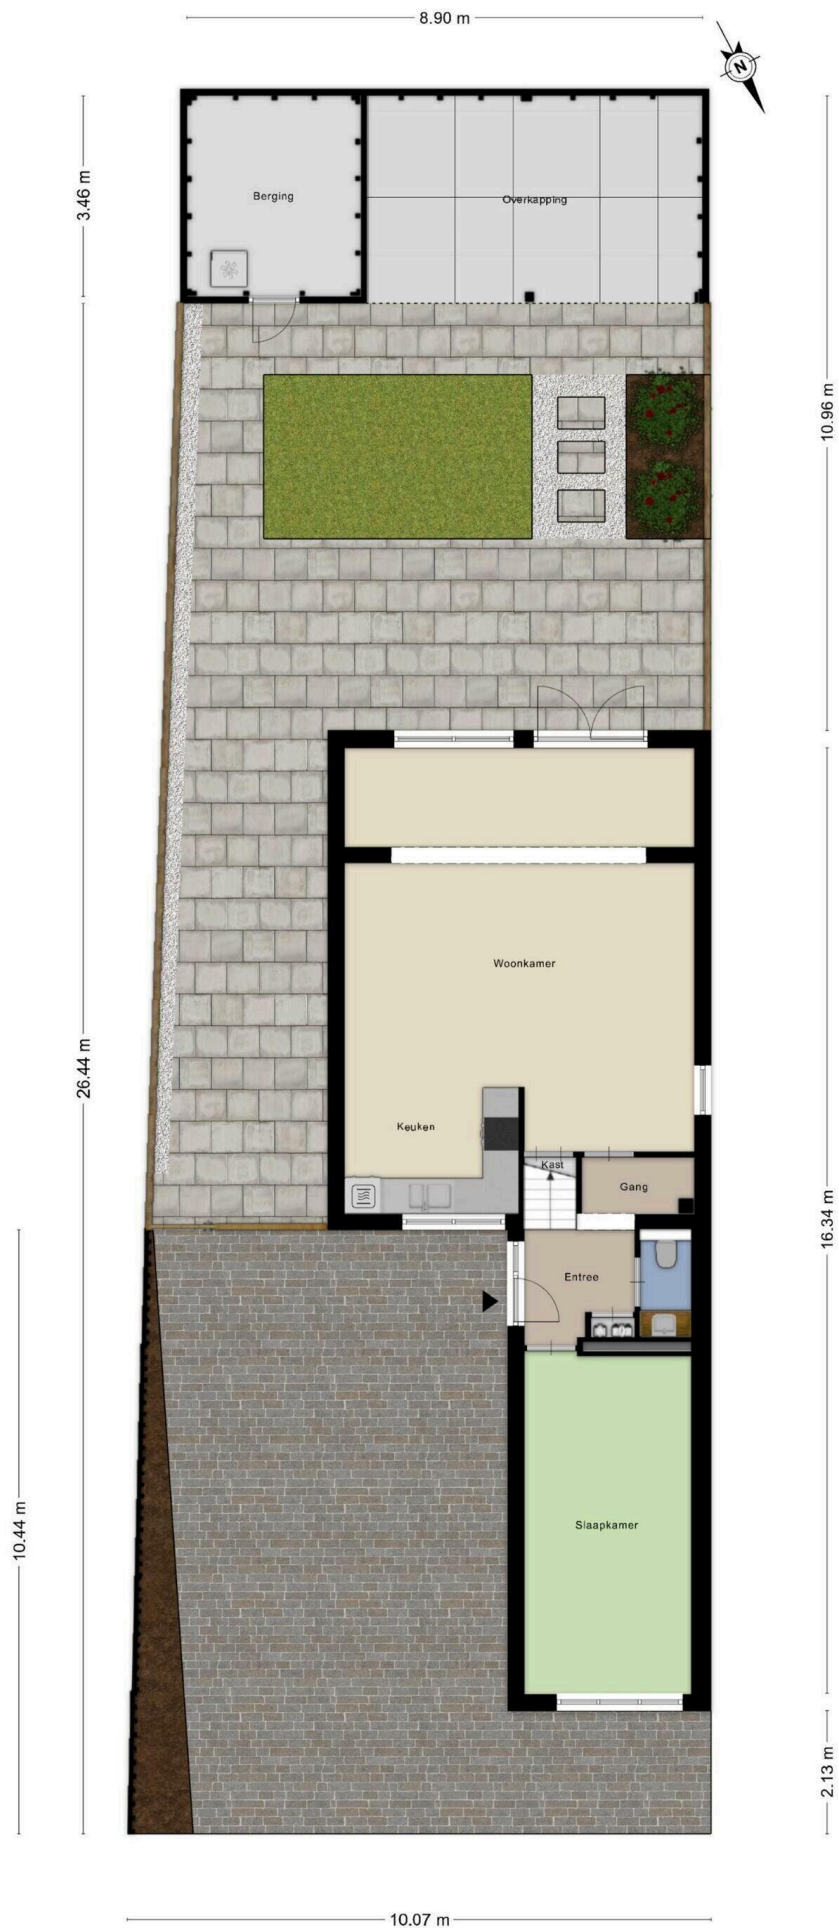 8.90 m
N
3.46 m
Berging
Overkapping
10.96 m
Woonkamer
26.44 m
Keuken
Kast
Gang
16.34 m
Entree
10.44 m
Slaapkamer
2.13 m
10.07 m